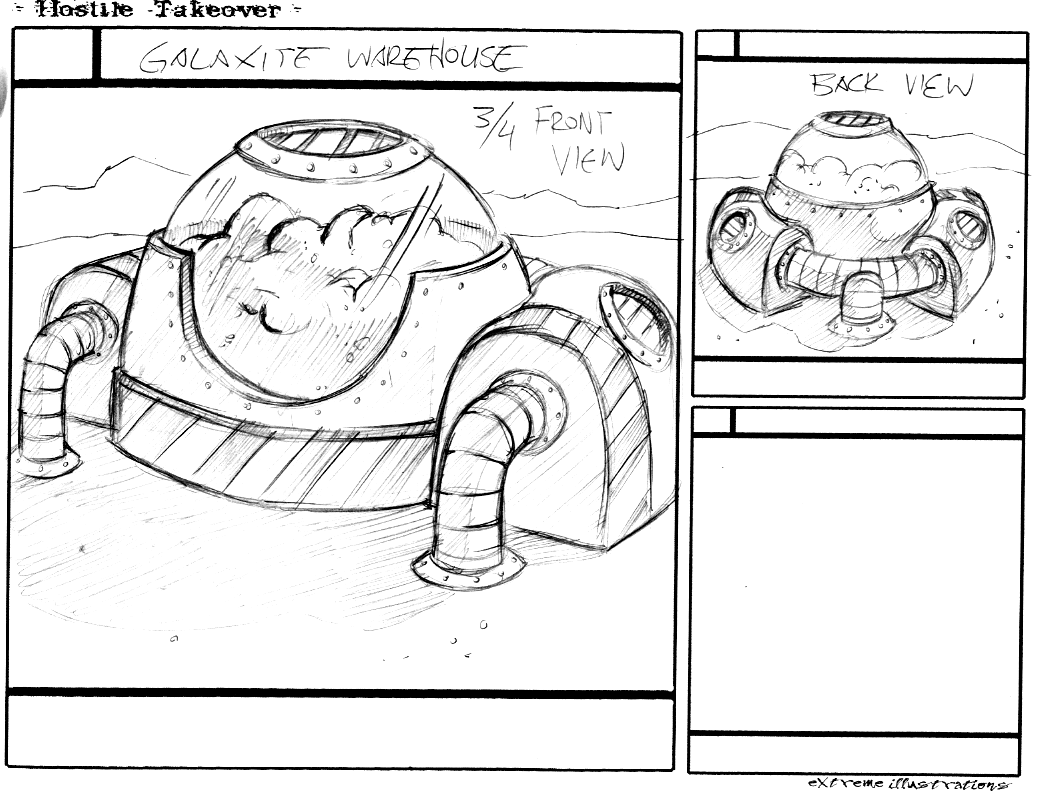 - Hostile Takeover -
GALAXITE WAREHOUSE
3/4 FRONT
VIEW
BACK VIEW
extreme illustrations